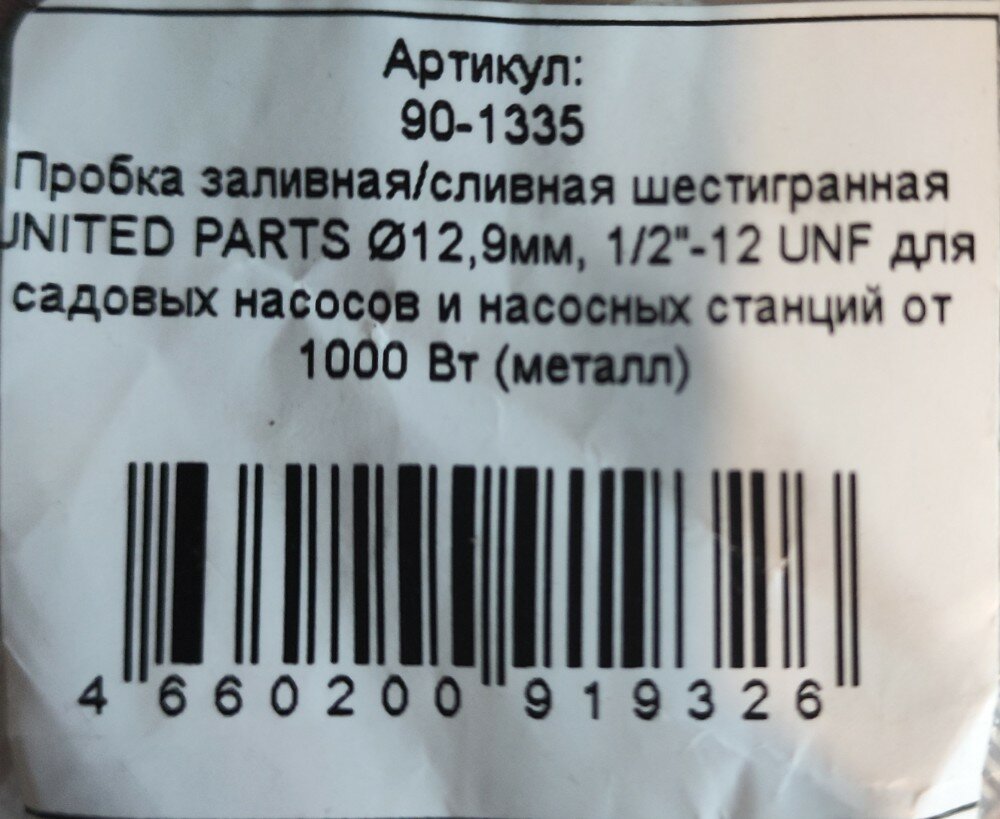 Артикул:
90-1335
Пробка заливная/сливная шестигранная
UNITED PARTS Ø12,9мм, 1/2"-12 UNF для
садовых насосов и насосных станций от
1000 Вт (металл)
4 660200 919326